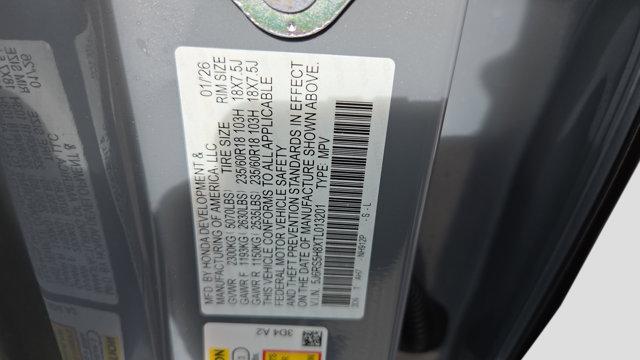 HONDA DEVELOPMENT & 01/'26
MANUFACTURING OF AMERICA, LLC
TIRE SIZE RIM SIZE
GVWR 2300KG (5070LBS)
GAWR F 1193KG (2630LBS) 235/60R18 103H 18X7.5J
GAWR R 1150KG (2535LBS) 235/60R18 103H 18X7.5J
THIS VEHICLE CONFORMS TO ALL APPLICABLE
FEDERAL MOTOR VEHICLE SAFETY
AND THEFT PREVENTION STANDARDS IN EFFECT
ON THE DATE OF MANUFACTURE SHOWN ABOVE.
V.I.N. 5J6RS5H8XTL013201 TYPE: MPV
- S - L
3D4 A2